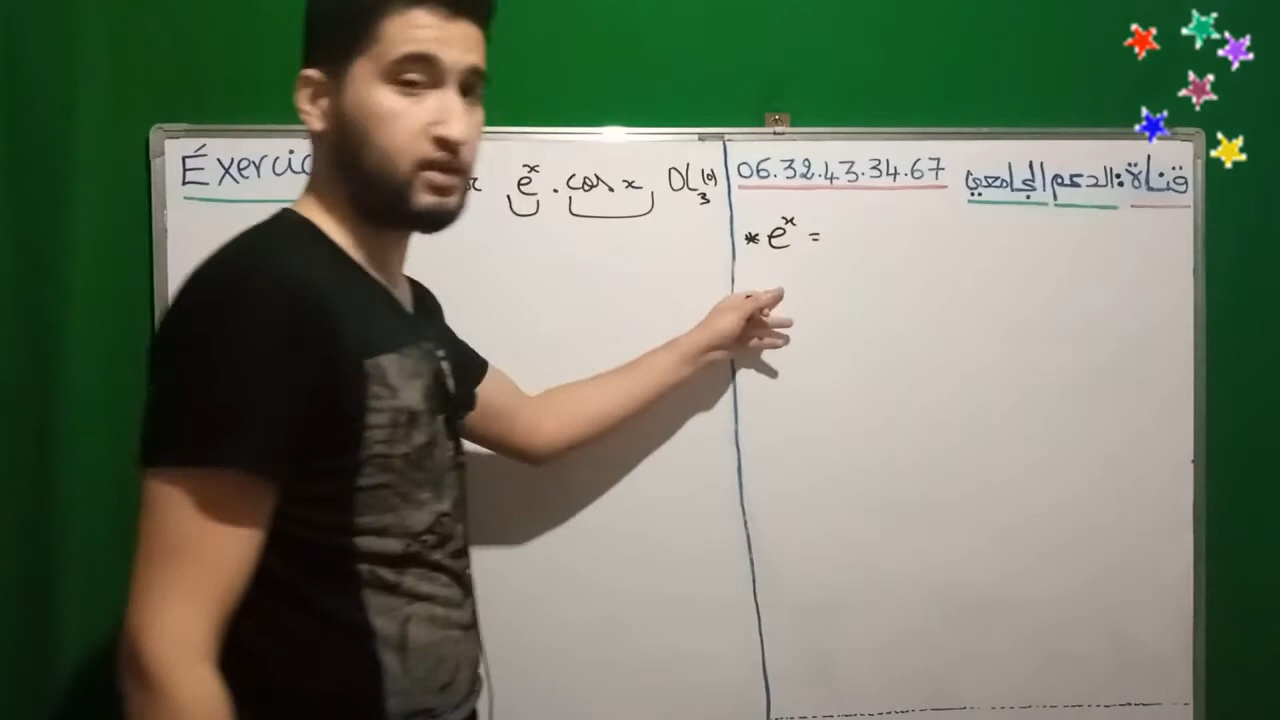 Éxercic
x e^x . cos x DL_3(0)
06.32.43.34.67
قناة: الدعم الجامعي
* e^x =